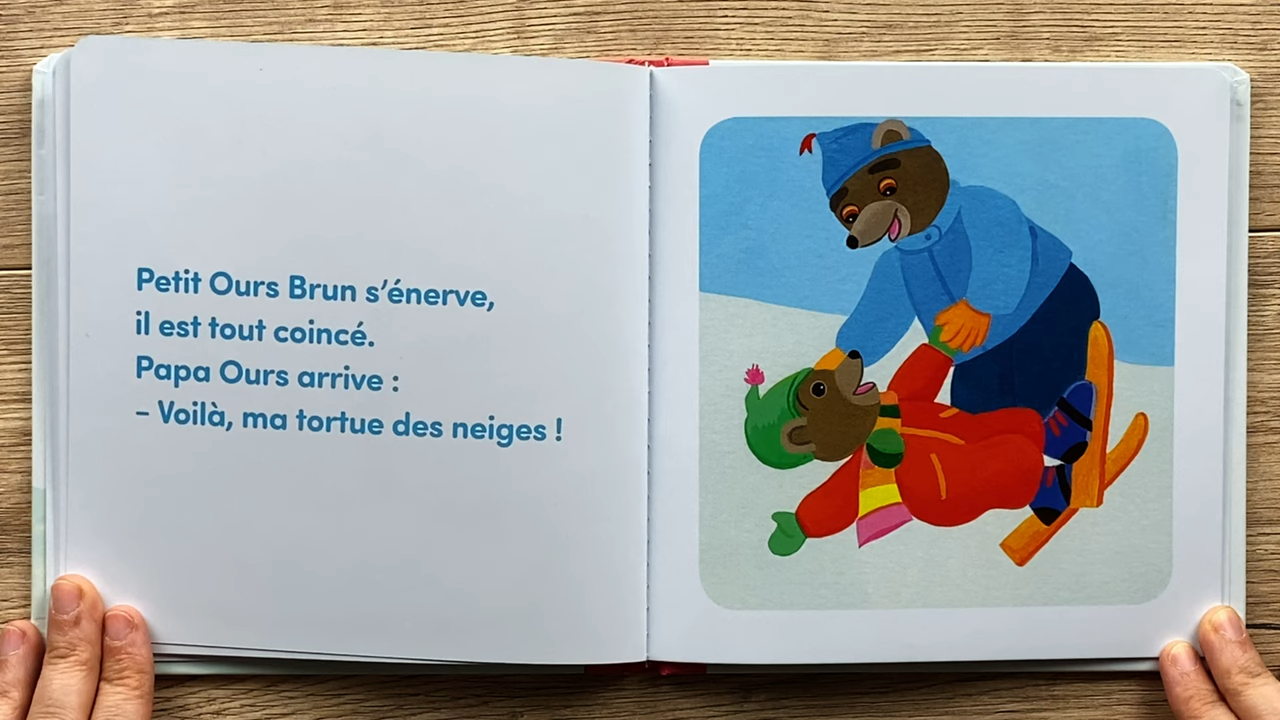 Petit Ours Brun s’énerve,
il est tout coincé.
Papa Ours arrive :
– Voilà, ma tortue des neiges !